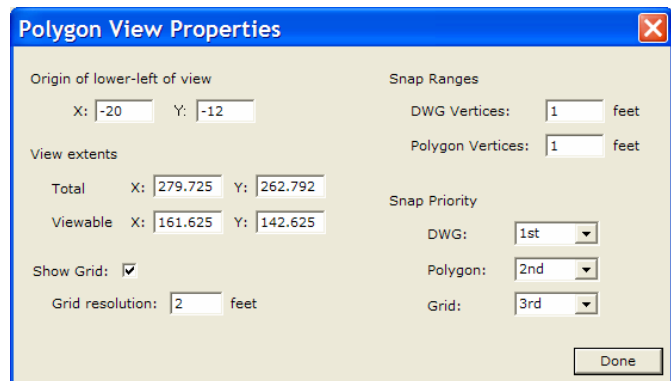 Polygon View Properties
Origin of lower-left of view
X: -20 Y: -12
View extents
Total X: 279.725 Y: 262.792
Viewable X: 161.625 Y: 142.625
Show Grid:
Grid resolution: 2 feet
Snap Ranges
DWG Vertices: 1 feet
Polygon Vertices: 1 feet
Snap Priority
DWG: 1st
Polygon: 2nd
Grid: 3rd
Done